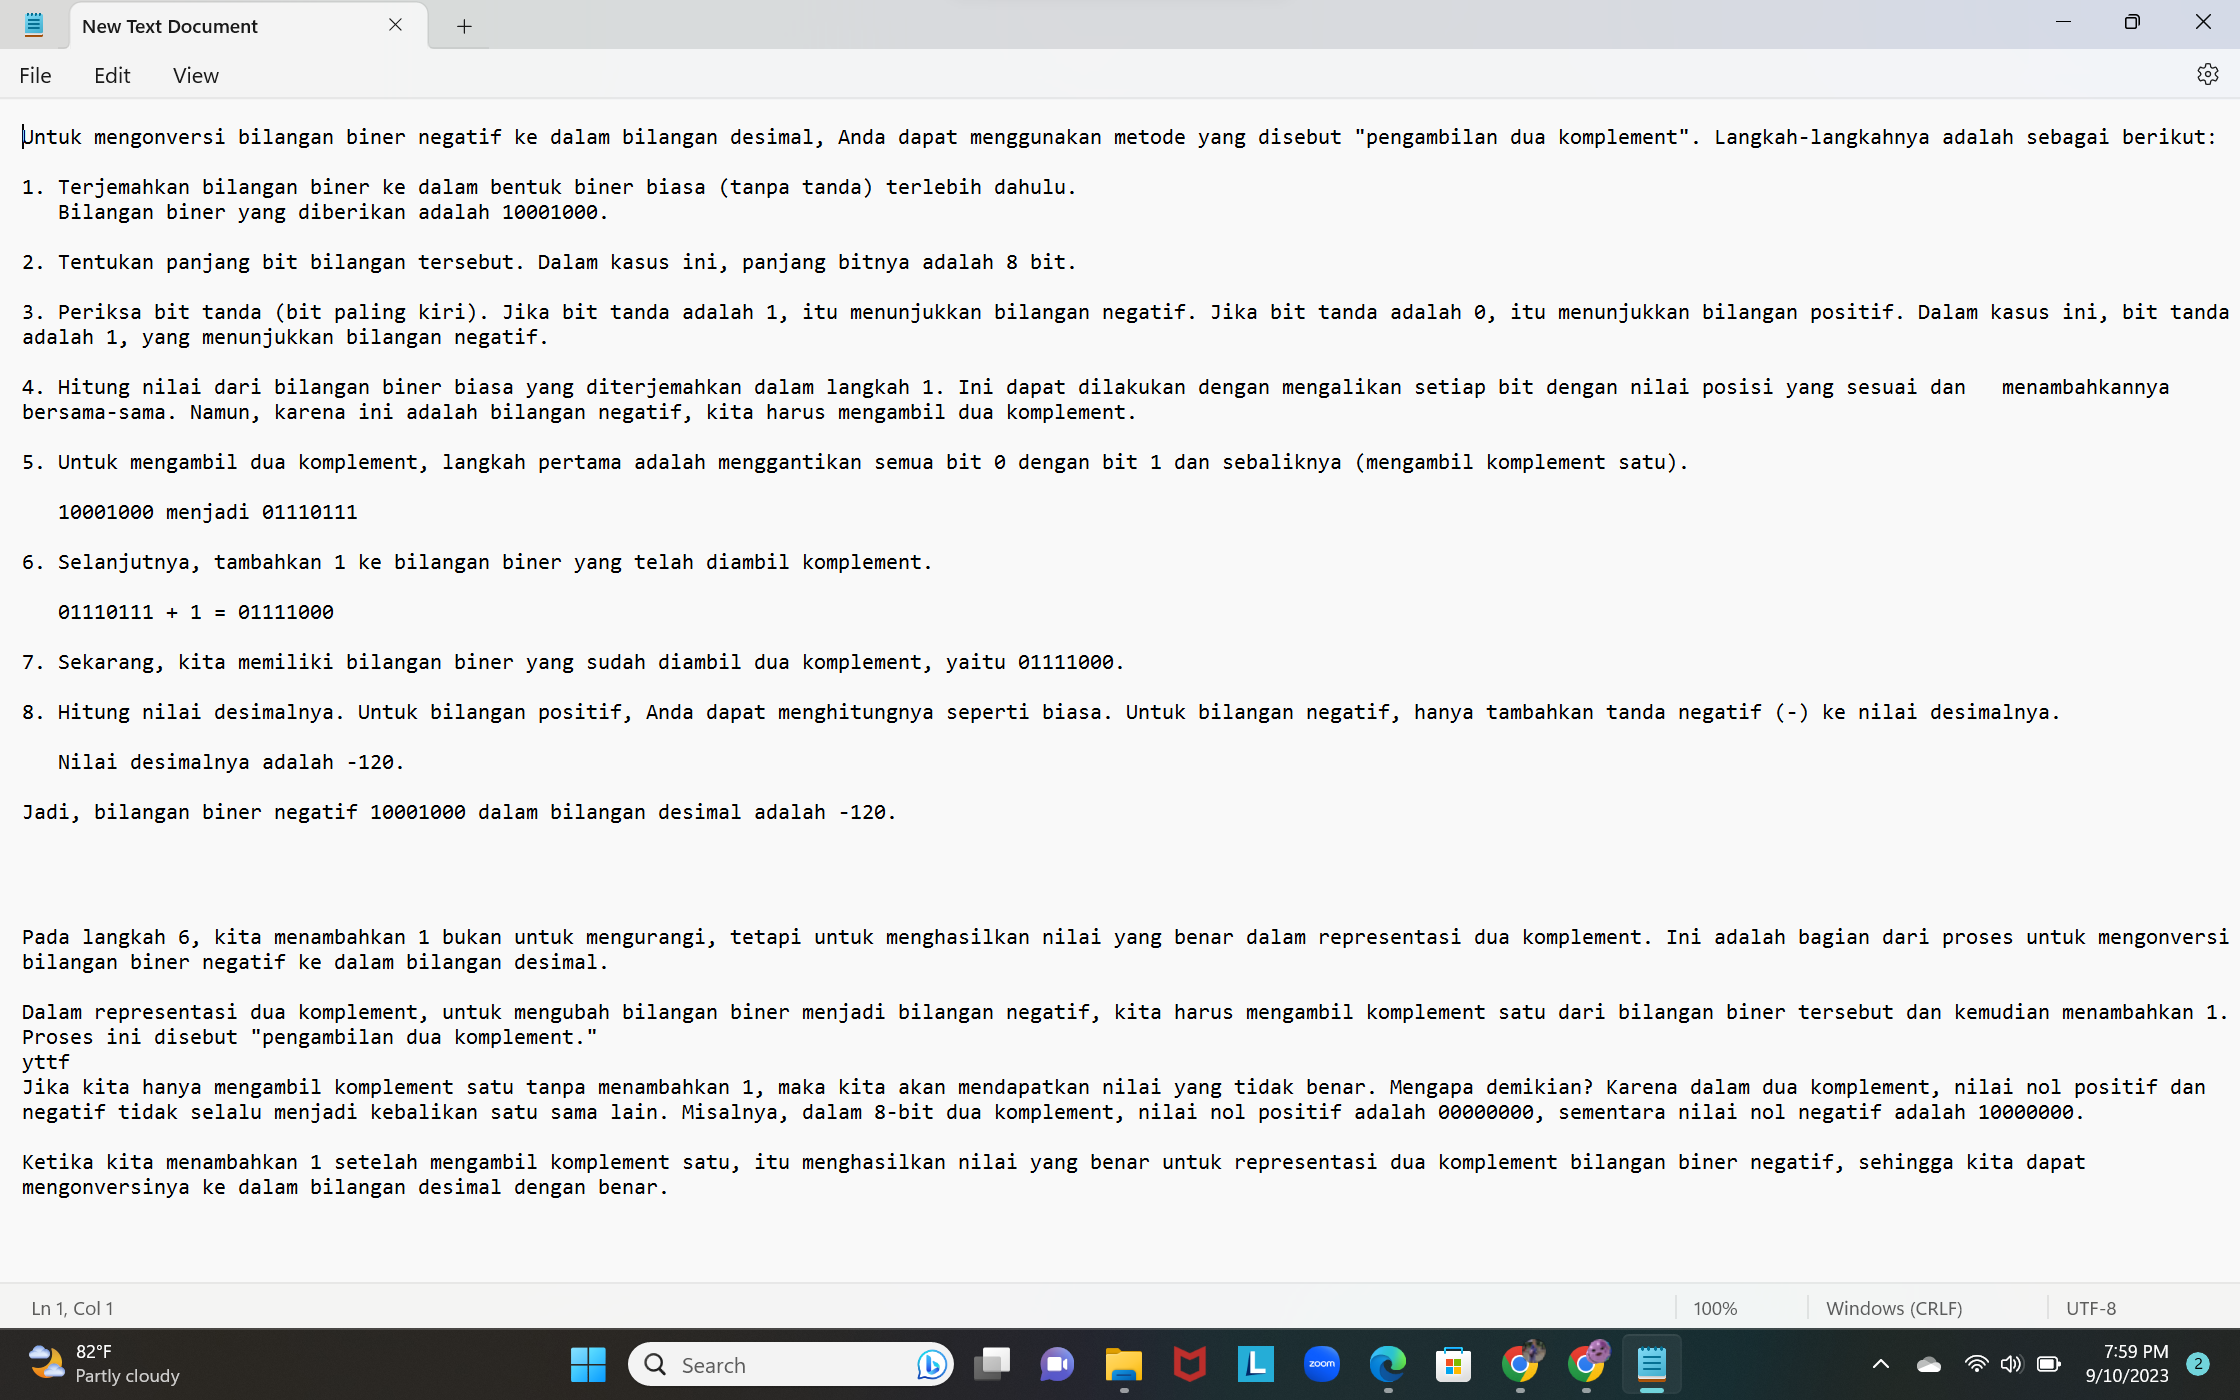 New Text Document
File Edit View
Untuk mengonversi bilangan biner negatif ke dalam bilangan desimal, Anda dapat menggunakan metode yang disebut "pengambilan dua komplement". Langkah-langkahnya adalah sebagai berikut:
1. Terjemahkan bilangan biner ke dalam bentuk biner biasa (tanpa tanda) terlebih dahulu.
Bilangan biner yang diberikan adalah 10001000.
2. Tentukan panjang bit bilangan tersebut. Dalam kasus ini, panjang bitnya adalah 8 bit.
3. Periksa bit tanda (bit paling kiri). Jika bit tanda adalah 1, itu menunjukkan bilangan negatif. Jika bit tanda adalah 0, itu menunjukkan bilangan positif. Dalam kasus ini, bit tanda
adalah 1, yang menunjukkan bilangan negatif.
4. Hitung nilai dari bilangan biner biasa yang diterjemahkan dalam langkah 1. Ini dapat dilakukan dengan mengalikan setiap bit dengan nilai posisi yang sesuai dan   menambahkannya
bersama-sama. Namun, karena ini adalah bilangan negatif, kita harus mengambil dua komplement.
5. Untuk mengambil dua komplement, langkah pertama adalah menggantikan semua bit 0 dengan bit 1 dan sebaliknya (mengambil komplement satu).
10001000 menjadi 01110111
6. Selanjutnya, tambahkan 1 ke bilangan biner yang telah diambil komplement.
01110111 + 1 = 01111000
7. Sekarang, kita memiliki bilangan biner yang sudah diambil dua komplement, yaitu 01111000.
8. Hitung nilai desimalnya. Untuk bilangan positif, Anda dapat menghitungnya seperti biasa. Untuk bilangan negatif, hanya tambahkan tanda negatif (-) ke nilai desimalnya.
Nilai desimalnya adalah -120.
Jadi, bilangan biner negatif 10001000 dalam bilangan desimal adalah -120.
Pada langkah 6, kita menambahkan 1 bukan untuk mengurangi, tetapi untuk menghasilkan nilai yang benar dalam representasi dua komplement. Ini adalah bagian dari proses untuk mengonversi
bilangan biner negatif ke dalam bilangan desimal.
Dalam representasi dua komplement, untuk mengubah bilangan biner menjadi bilangan negatif, kita harus mengambil komplement satu dari bilangan biner tersebut dan kemudian menambahkan 1.
Proses ini disebut "pengambilan dua komplement."
yttf
Jika kita hanya mengambil komplement satu tanpa menambahkan 1, maka kita akan mendapatkan nilai yang tidak benar. Mengapa demikian? Karena dalam dua komplement, nilai nol positif dan
negatif tidak selalu menjadi kebalikan satu sama lain. Misalnya, dalam 8-bit dua komplement, nilai nol positif adalah 00000000, sementara nilai nol negatif adalah 10000000.
Ketika kita menambahkan 1 setelah mengambil komplement satu, itu menghasilkan nilai yang benar untuk representasi dua komplement bilangan biner negatif, sehingga kita dapat
mengonversinya ke dalam bilangan desimal dengan benar.
Ln 1, Col 1 100% Windows (CRLF) UTF-8
82°F
Partly cloudy
Search
L
zoom
7:59 PM
9/10/2023
2